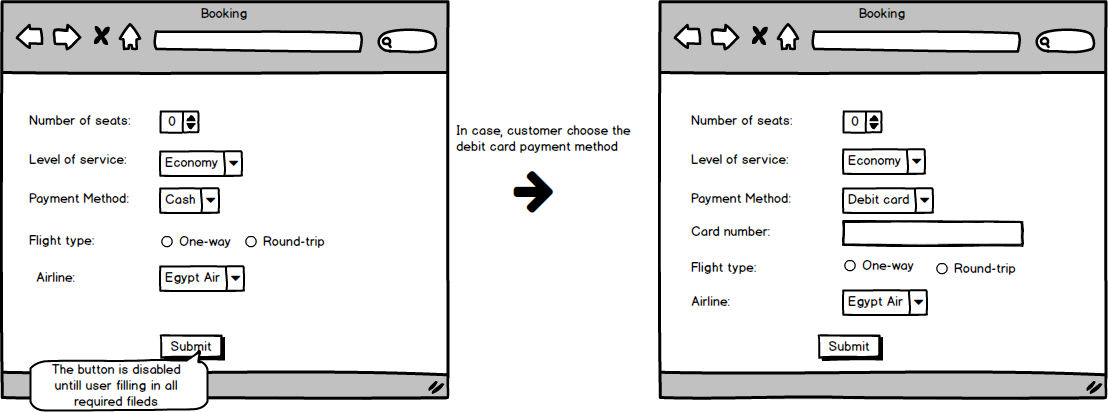 Booking
Number of seats:
0
Level of service:
Economy
Payment Method:
Cash
Flight type:
One-way
Round-trip
Airline:
Egypt Air
Submit
The button is disabled
untill user filling in all
required fileds
In case, customer choose the
debit card payment method
Booking
Number of seats:
0
Level of service:
Economy
Payment Method:
Debit card
Card number:
Flight type:
One-way
Round-trip
Airline:
Egypt Air
Submit